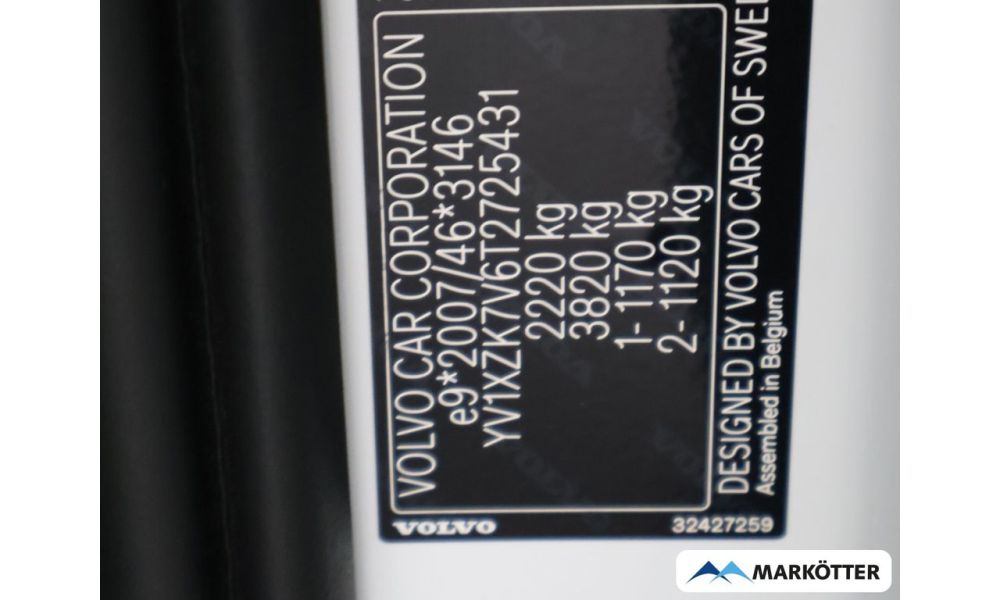 VOLVO CAR CORPORATION
e9*2007/46*3146
YV1XZK7V6T2725431
2220 kg
3820 kg
1- 1170 kg
2- 1120 kg
DESIGNED BY VOLVO CARS OF SWE
Assembled in Belgium
VOLVO
32427259
MARKÖTTER